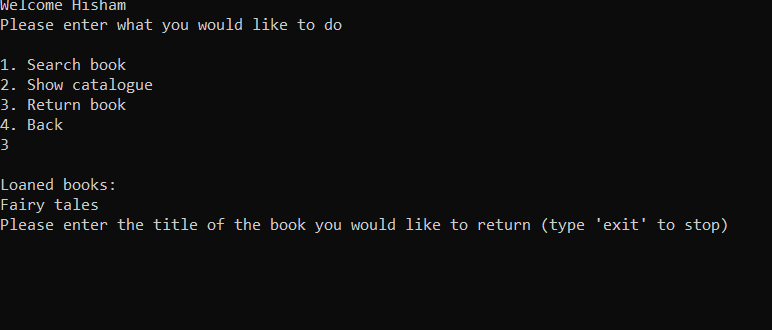 Welcome Hisham
Please enter what you would like to do
1. Search book
2. Show catalogue
3. Return book
4. Back
3
Loaned books:
Fairy tales
Please enter the title of the book you would like to return (type 'exit' to stop)